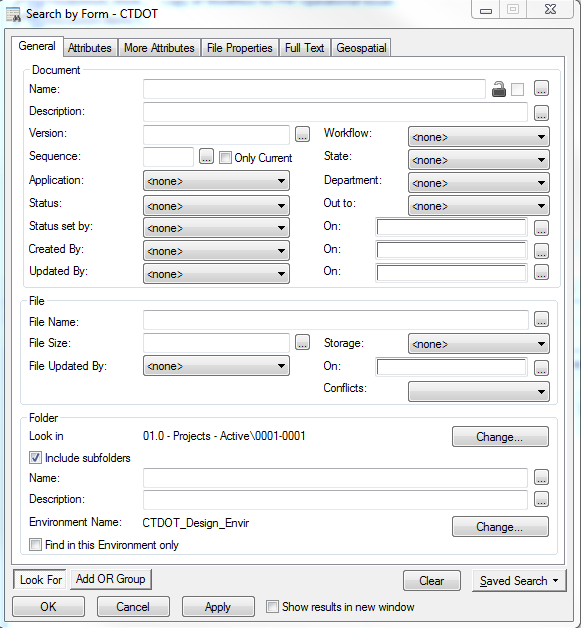 Search by Form - CTDOT
General Attributes More Attributes File Properties Full Text Geospatial
Document
Name: ...
Description: ...
Version: ... Workflow: <none>
Sequence: ... Only Current State: <none>
Application: <none> Department: <none>
Status: <none> Out to: <none>
Status set by: <none> On: ...
Created By: <none> On: ...
Updated By: <none> On: ...
File
File Name: ...
File Size: ... Storage: <none>
File Updated By: <none> On: ...
Conflicts:
Folder
Look in 01.0 - Projects - Active\0001-0001 Change...
Include subfolders
Name: ...
Description: ...
Environment Name: CTDOT_Design_Envir Change...
Find in this Environment only
Look For Add OR Group Clear Saved Search
OK Cancel Apply Show results in new window